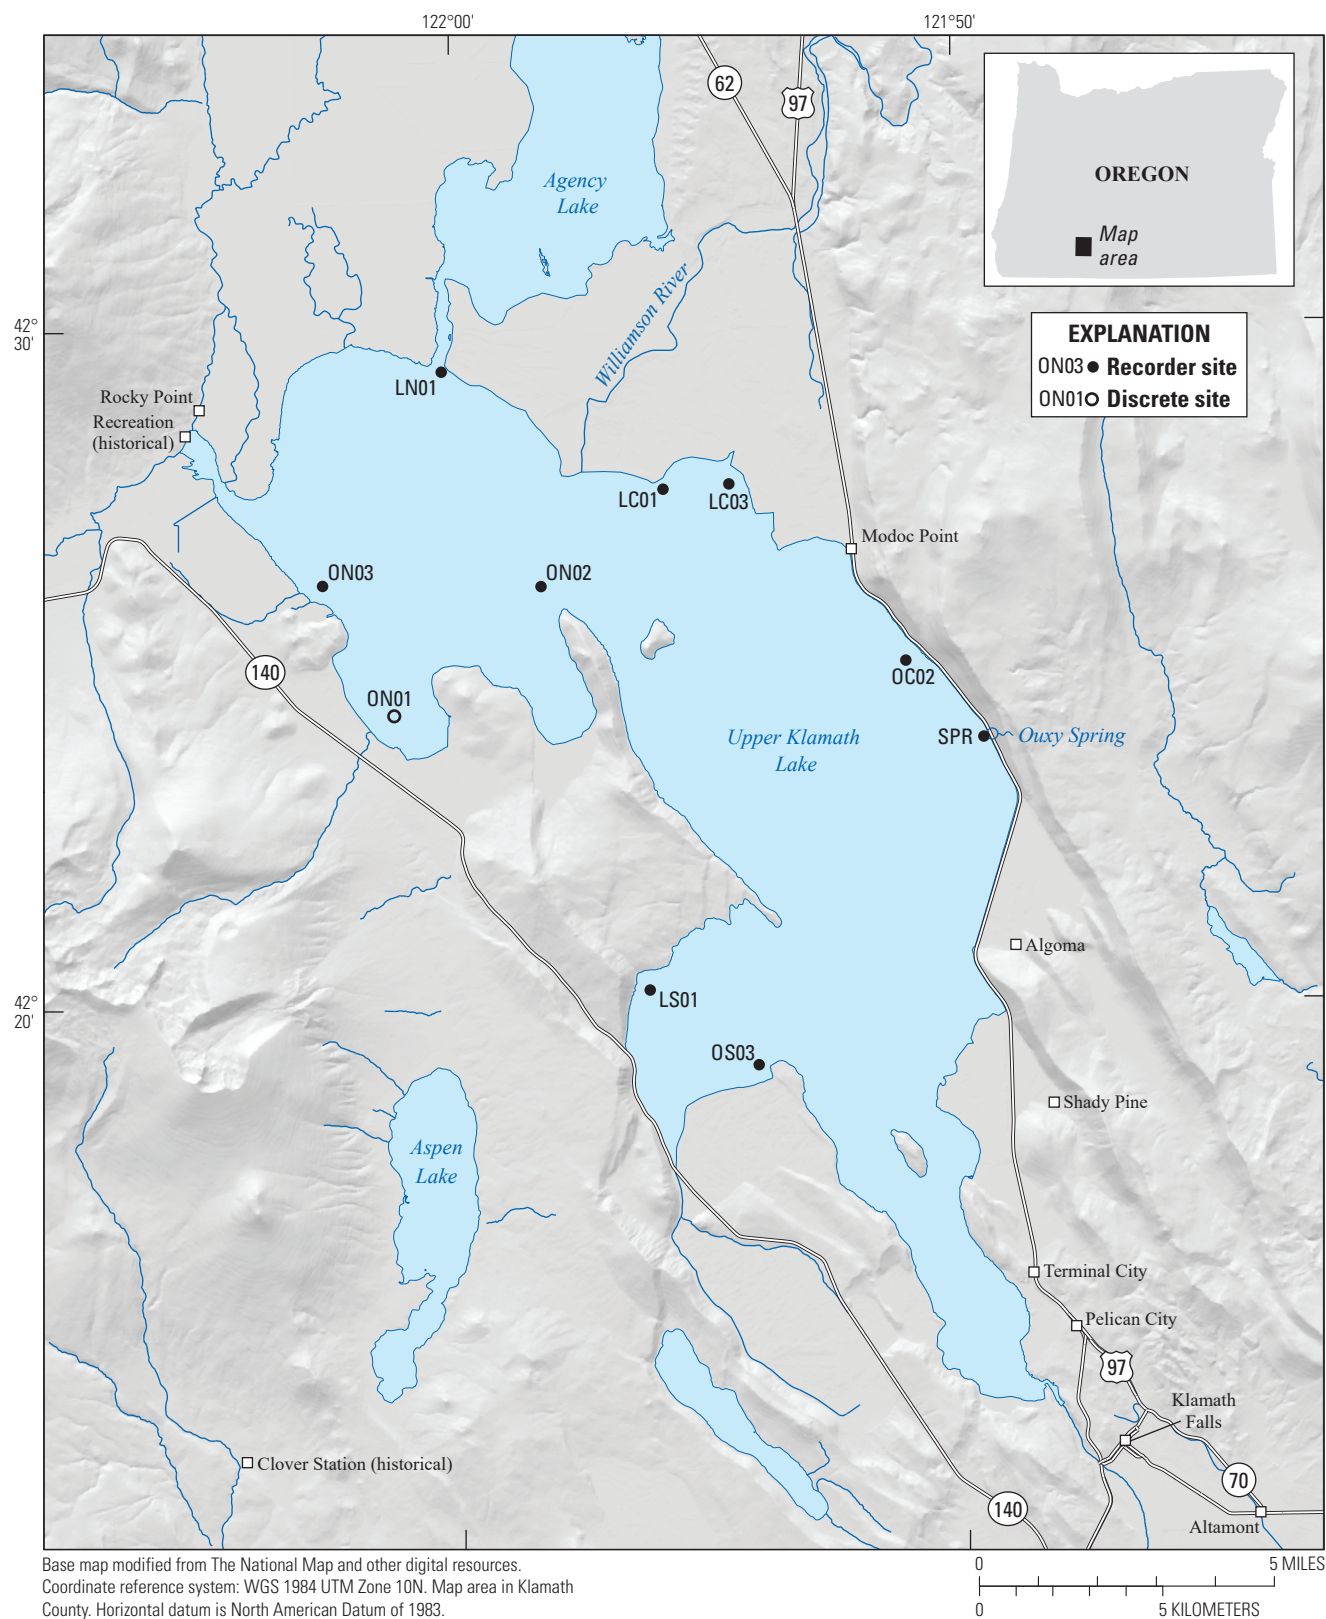 122°00'
121°50'
62
97
Agency
Lake
OREGON
Map
area
Williamson River
42°
30'
EXPLANATION
ON03 Recorder site
ON01 Discrete site
LN01
Rocky Point
Recreation
(historical)
LC01
LC03
Modoc Point
ON03
ON02
140
OC02
ON01
Upper Klamath
Lake
SPR
Ouxy Spring
Algoma
LS01
42°
20'
OS03
Shady Pine
Aspen
Lake
Terminal City
Pelican City
97
Klamath
Falls
Clover Station (historical)
70
140
Altamont
Base map modified from The National Map and other digital resources.
Coordinate reference system: WGS 1984 UTM Zone 10N. Map area in Klamath
County. Horizontal datum is North American Datum of 1983.
0 5 MILES
0 5 KILOMETERS